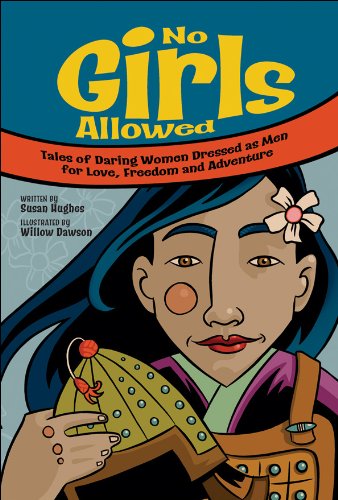 No
Girls
Allowed
Tales of Daring Women Dressed as Men
for Love, Freedom and Adventure
WRITTEN BY
Susan Hughes
ILLUSTRATED BY
Willow Dawson